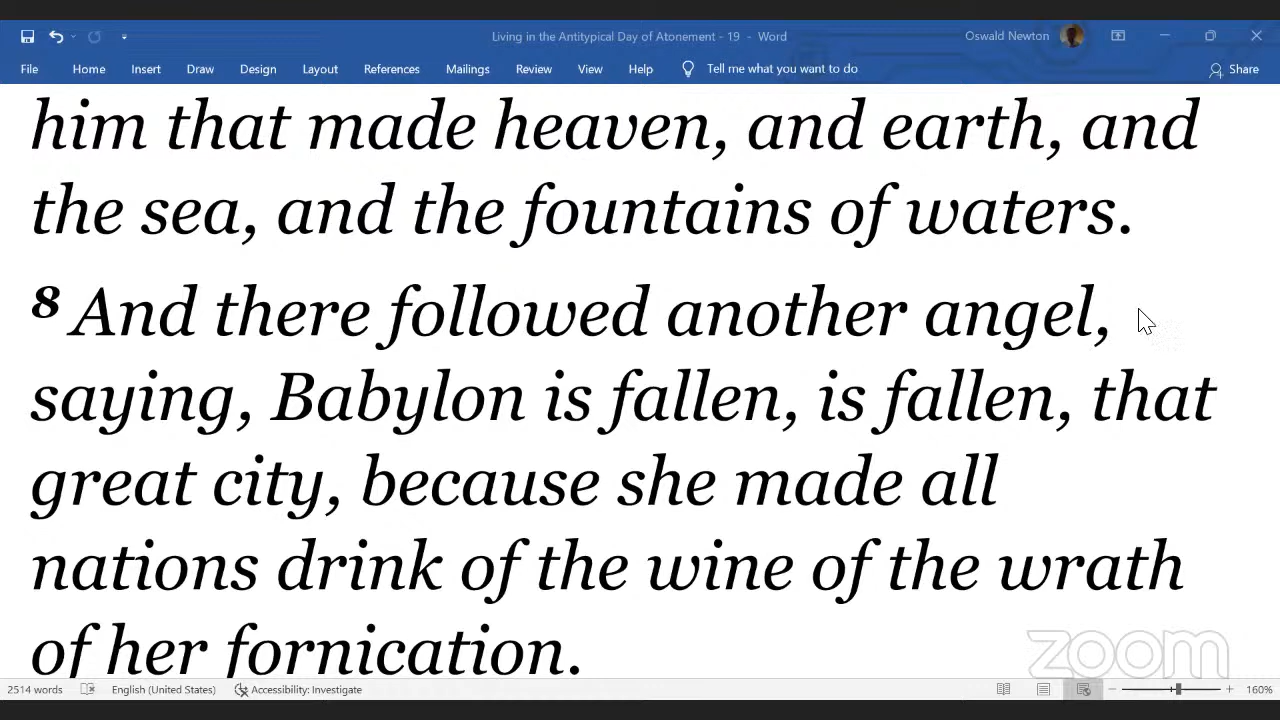 Living in the Antitypical Day of Atonement - 19 - Word
Oswald Newton
File Home Insert Draw Design Layout References Mailings Review View Help Tell me what you want to do Share
him that made heaven, and earth, and
the sea, and the fountains of waters.
8 And there followed another angel,
saying, Babylon is fallen, is fallen, that
great city, because she made all
nations drink of the wine of the wrath
of her fornication.
zoom
2514 words English (United States) Accessibility: Investigate 160%